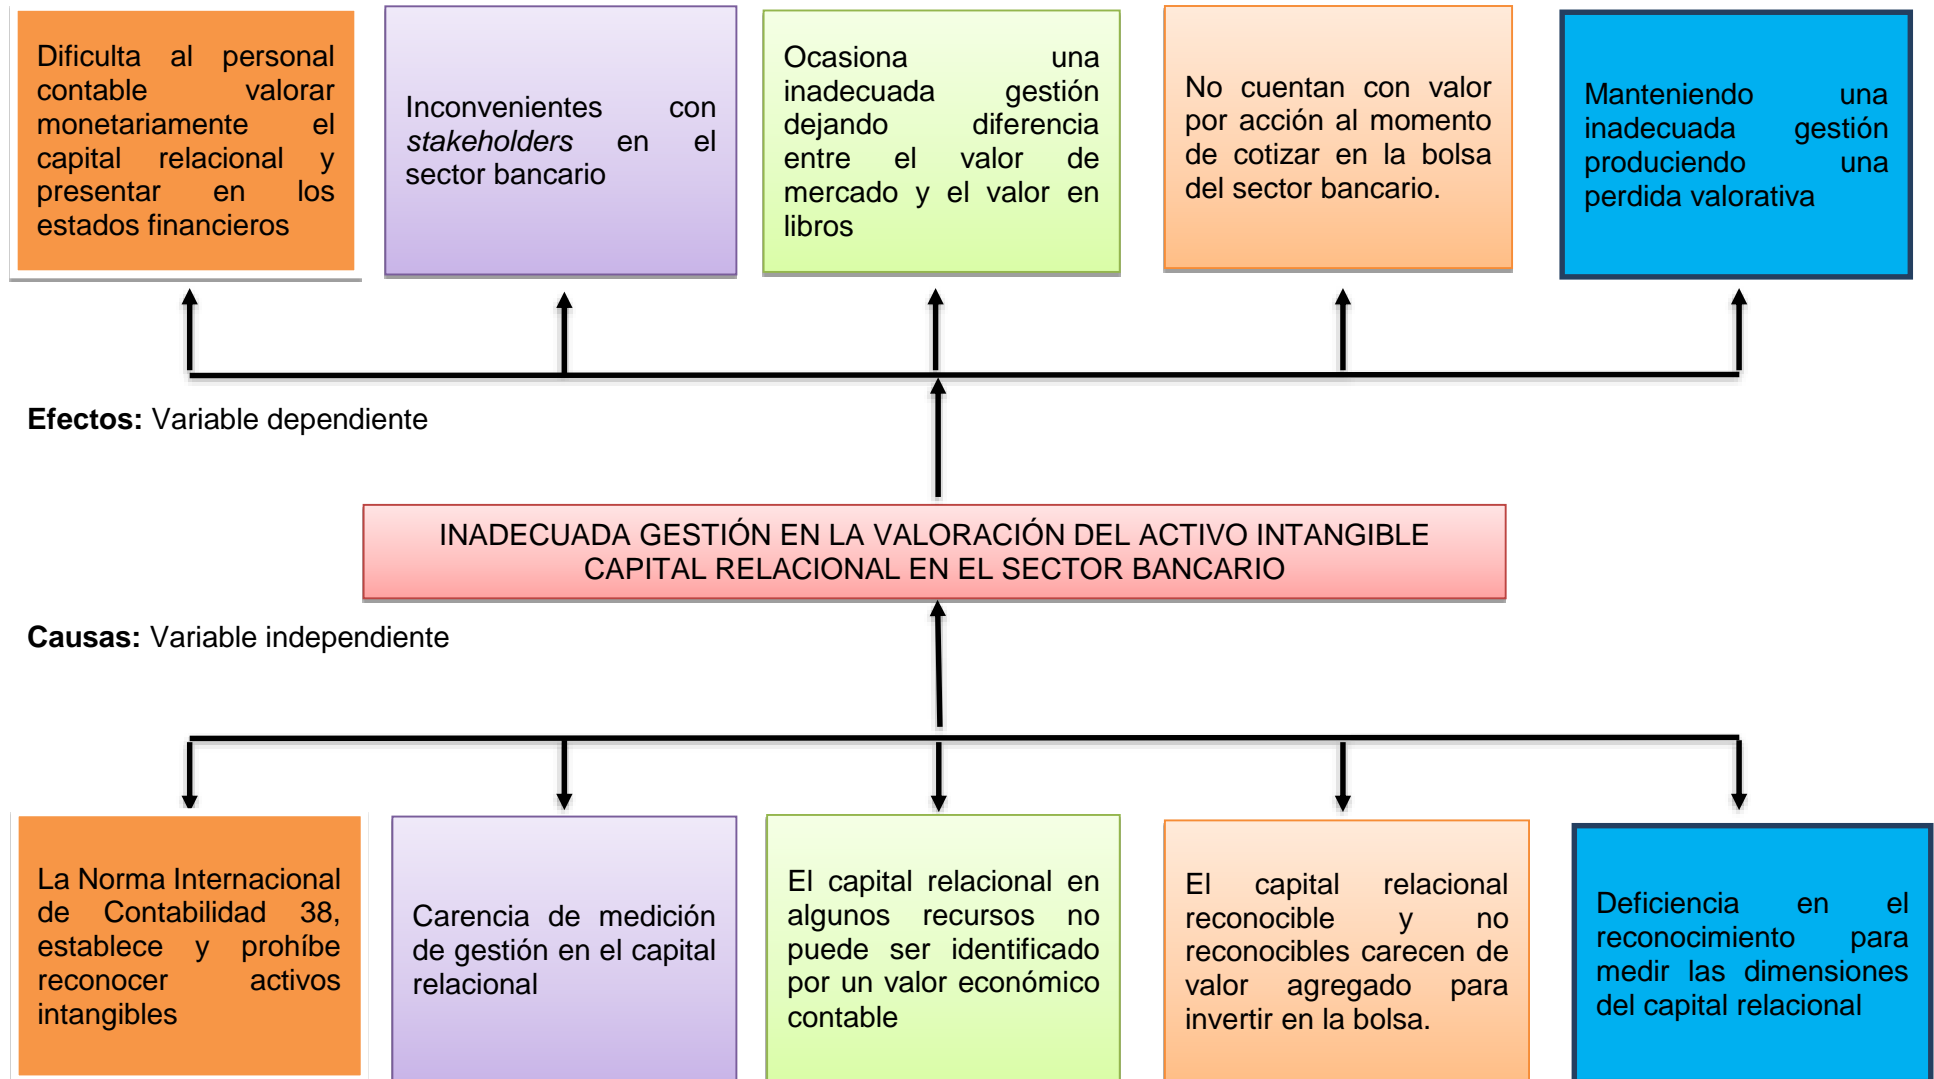 Dificulta al personal
contable valorar
monetariamente el
capital relacional y
presentar en los
estados financieros
Inconvenientes con
stakeholders en el
sector bancario
Ocasiona una
inadecuada gestión
dejando diferencia
entre el valor de
mercado y el valor en
libros
No cuentan con valor
por acción al momento
de cotizar en la bolsa
del sector bancario.
Manteniendo una
inadecuada gestión
produciendo una
perdida valorativa
Efectos: Variable dependiente
INADECUADA GESTIÓN EN LA VALORACIÓN DEL ACTIVO INTANGIBLE
CAPITAL RELACIONAL EN EL SECTOR BANCARIO
Causas: Variable independiente
La Norma Internacional
de Contabilidad 38,
establece y prohíbe
reconocer activos
intangibles
Carencia de medición
de gestión en el capital
relacional
El capital relacional en
algunos recursos no
puede ser identificado
por un valor económico
contable
El capital relacional
reconocible y no
reconocibles carecen de
valor agregado para
invertir en la bolsa.
Deficiencia en el
reconocimiento para
medir las dimensiones
del capital relacional